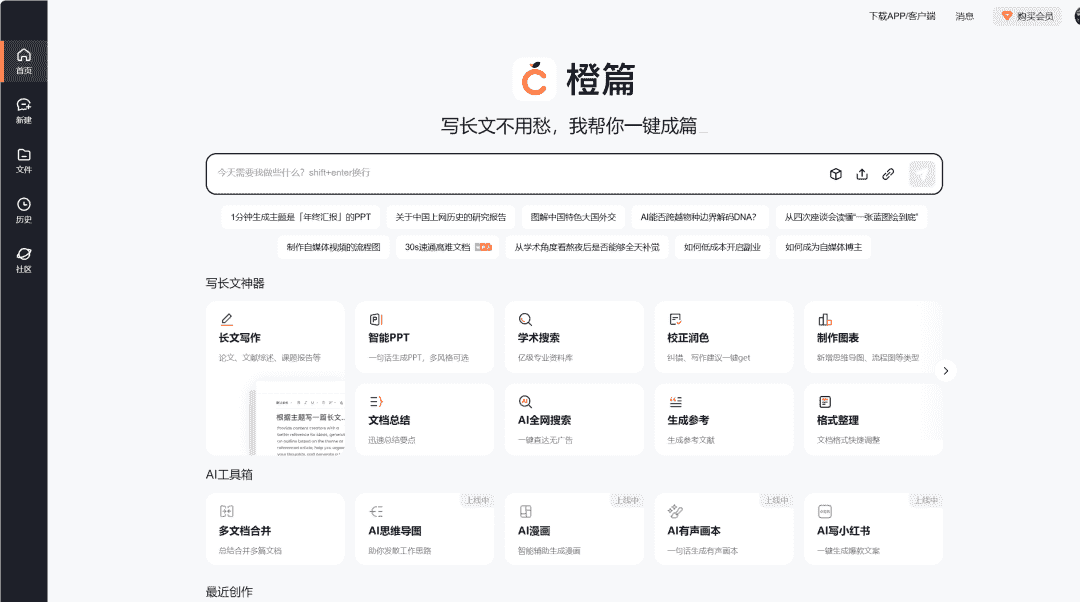 下载APP/客户端 消息 购买会员
首页
新建
文件
历史
社区
橙篇
写长文不用愁，我帮你一键成篇
今天需要我做些什么？shift+enter换行
1分钟生成主题是「年终汇报」的PPT 关于中国上网历史的研究报告 图解中国特色大国外交 AI能否跨越物种边界解码DNA？ 从四次座谈会读懂“一张蓝图绘到底”
制作自媒体视频的流程图 30s速通高难文档 从学术角度看熬夜后是否能够全天补觉 如何低成本开启副业 如何成为自媒体博主
写长文神器
长文写作
论文、文献综述、课题报告等
根据主题写一篇长文...
智能PPT
一句话生成PPT，多风格可选
学术搜索
亿级专业资料库
校正润色
纠错、写作建议一键get
制作图表
新增思维导图、流程图等类型
文档总结
迅速总结要点
AI全网搜索
一键直达无广告
生成参考
生成参考文献
格式整理
文档格式快捷调整
AI工具箱
多文档合并
总结合并多篇文档
上线中
AI思维导图
助你发散工作思路
上线中
AI漫画
智能辅助生成漫画
上线中
AI有声画本
一句话生成有声画本
上线中
AI写小红书
一键生成爆款文案
最近创作